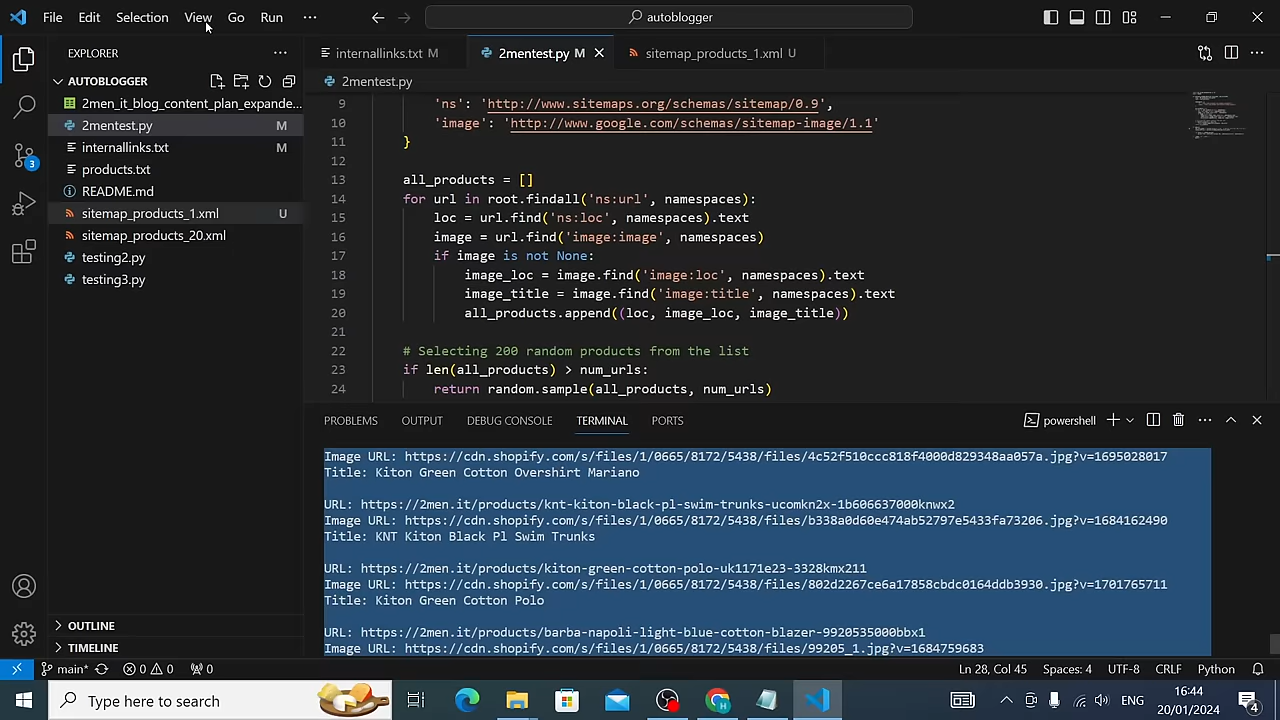 File Edit Selection View Go Run ··· autoblogger
EXPLORER ···
internallinks.txt M 2mentest.py M sitemap_products_1.xml U ···
AUTOBLOGGER
2mentest.py
2men_it_blog_content_plan_expande...
2mentest.py M
internallinks.txt M
products.txt
README.md
sitemap_products_1.xml U
sitemap_products_20.xml
testing2.py
testing3.py
9 'ns': 'http://www.sitemaps.org/schemas/sitemap/0.9',
10 'image': 'http://www.google.com/schemas/sitemap-image/1.1'
11 }
12
13 all_products = []
14 for url in root.findall('ns:url', namespaces):
15 loc = url.find('ns:loc', namespaces).text
16 image = url.find('image:image', namespaces)
17 if image is not None:
18 image_loc = image.find('image:loc', namespaces).text
19 image_title = image.find('image:title', namespaces).text
20 all_products.append((loc, image_loc, image_title))
21
22 # Selecting 200 random products from the list
23 if len(all_products) > num_urls:
24 return random.sample(all_products, num_urls)
PROBLEMS OUTPUT DEBUG CONSOLE TERMINAL PORTS powershell ···
Image URL: https://cdn.shopify.com/s/files/1/0665/8172/5438/files/4c52f510ccc818f4000d829348aa057a.jpg?v=1695028017
Title: Kiton Green Cotton Overshirt Mariano
URL: https://2men.it/products/knt-kiton-black-pl-swim-trunks-ucomkn2x-1b606637000knwx2
Image URL: https://cdn.shopify.com/s/files/1/0665/8172/5438/files/b338a0d60e474ab52797e5433fa73206.jpg?v=1684162490
Title: KNT Kiton Black Pl Swim Trunks
URL: https://2men.it/products/kiton-green-cotton-polo-uk1171e23-3328kmx211
Image URL: https://cdn.shopify.com/s/files/1/0665/8172/5438/files/802d2267ce6a17858cbdc0164ddb3930.jpg?v=1701765711
Title: Kiton Green Cotton Polo
URL: https://2men.it/products/barba-napoli-light-blue-cotton-blazer-9920535000bbx1
Image URL: https://cdn.shopify.com/s/files/1/0665/8172/5438/files/99205_1.jpg?v=1684759683
OUTLINE
TIMELINE
3
main* 0 0 0 Ln 28, Col 45 Spaces: 4 UTF-8 CRLF Python
Type here to search ENG 16:44
20/01/2024 4